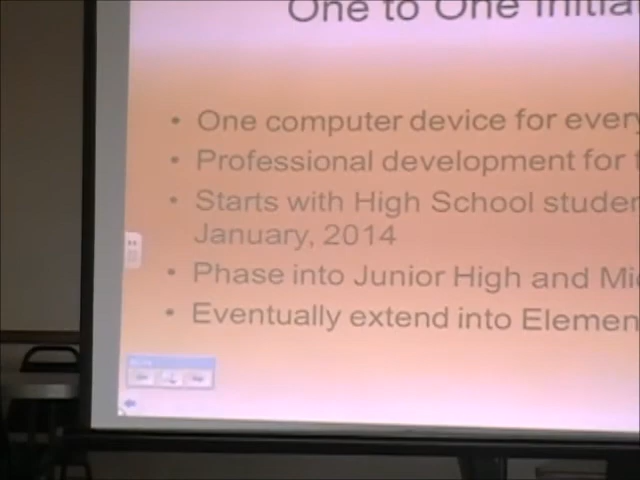 One to One Initia
• One computer device for every
• Professional development for t
• Starts with High School studen
January, 2014
• Phase into Junior High and Mi
• Eventually extend into Elemen